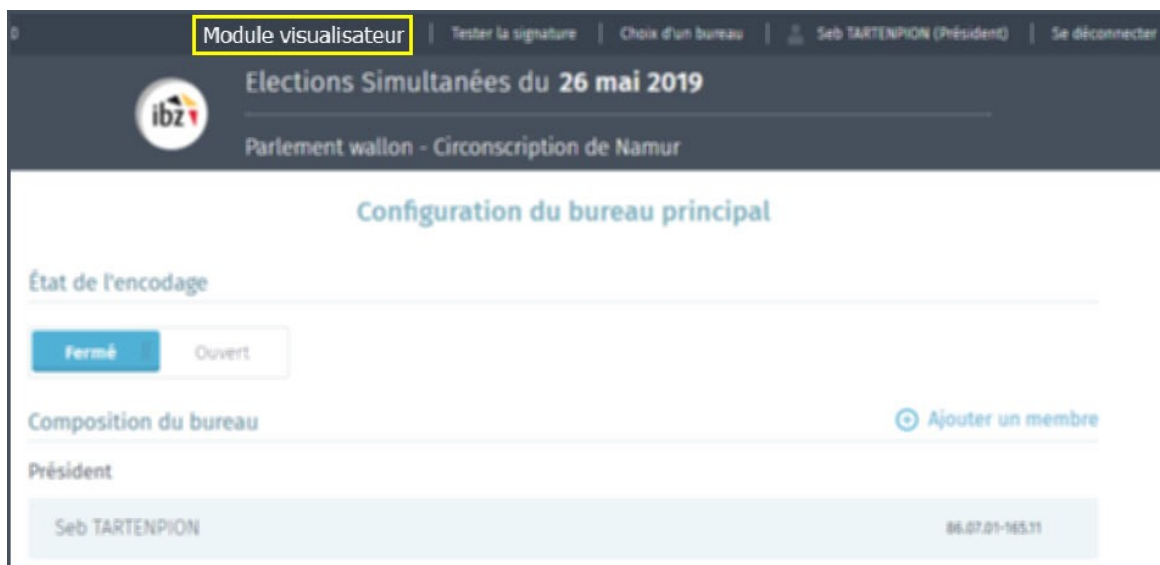 Module visualisateur | Tester la signature | Choix d'un bureau | Seb TARTENPION (Président) | Se déconnecter
ibz
Elections Simultanées du 26 mai 2019
Parlement wallon - Circonscription de Namur
Configuration du bureau principal
État de l'encodage
Fermé Ouvert
Composition du bureau
Ajouter un membre
Président
Seb TARTENPION 86.07.01-165.11